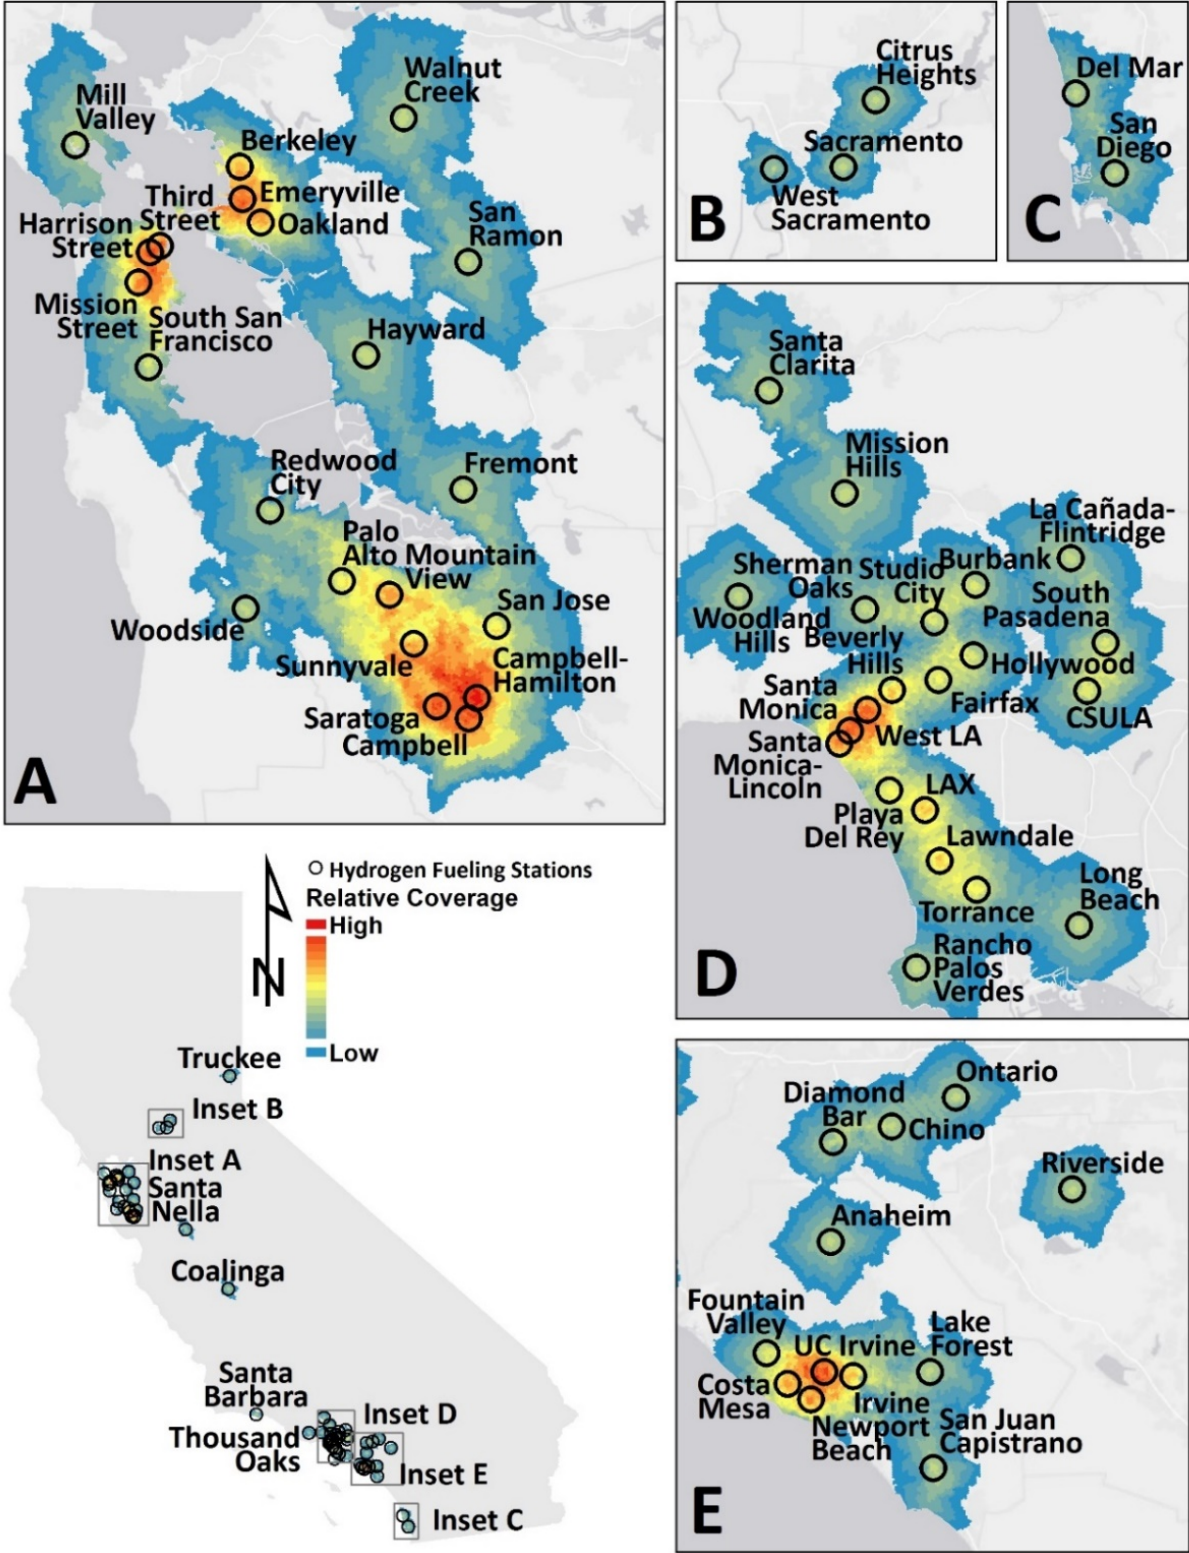 Mill
Valley
Walnut
Creek
Berkeley
Third
Street
Emeryville
Oakland
Harrison
Street
San
Ramon
Mission
Street
South San
Francisco
Hayward
Redwood
City
Fremont
Palo
Alto
Mountain
View
San Jose
Woodside
Sunnyvale
Campbell-
Hamilton
Saratoga
Campbell
A
Citrus
Heights
Sacramento
West
Sacramento
B
Del Mar
San
Diego
C
Santa
Clarita
Mission
Hills
La Cañada-
Flintridge
Sherman
Oaks
Studio
City
Burbank
South
Pasadena
Woodland
Hills
Beverly
Hills
Hollywood
Santa
Monica
Fairfax
CSULA
West LA
Santa
Monica-
Lincoln
LAX
Playa
Del Rey
Lawndale
Long
Beach
Torrance
Rancho
Palos
Verdes
D
Hydrogen Fueling Stations
Relative Coverage
High
Low
N
Truckee
Inset B
Inset A
Santa
Nella
Coalinga
Santa
Barbara
Inset D
Thousand
Oaks
Inset E
Inset C
Ontario
Diamond
Bar
Chino
Riverside
Anaheim
Fountain
Valley
Lake
Forest
UC Irvine
Costa
Mesa
Irvine
Newport
Beach
San Juan
Capistrano
E